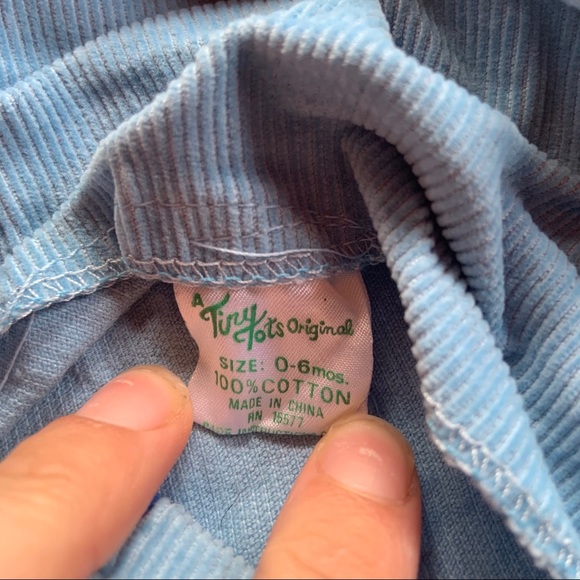 A Tiny Tots Original
SIZE: 0-6mos.
100% COTTON
MADE IN CHINA
RN 15577